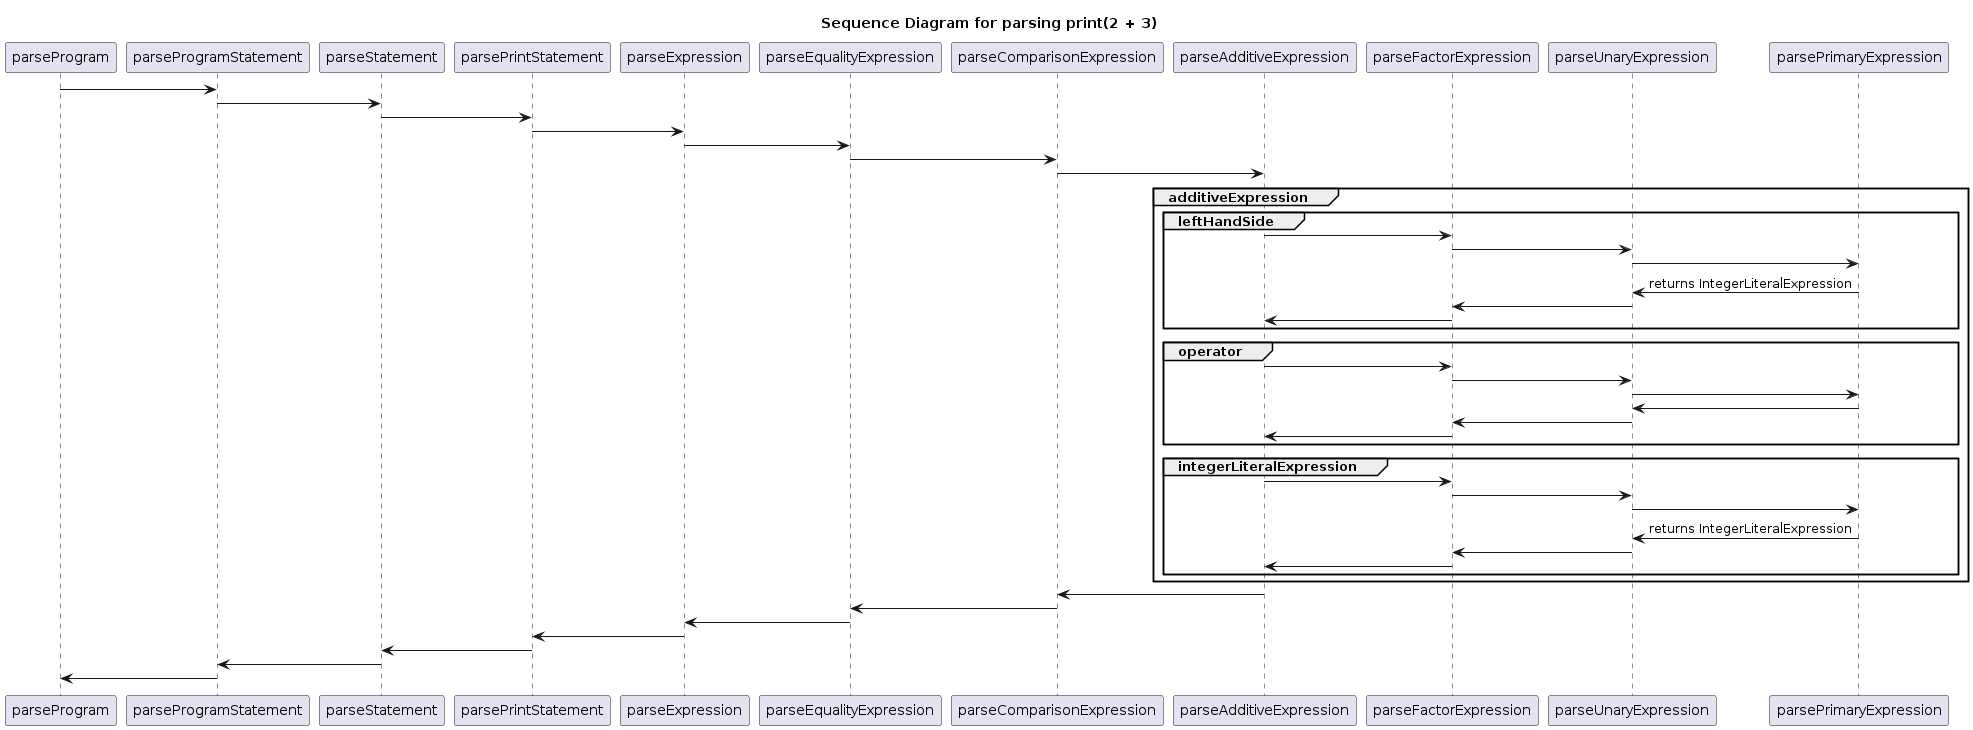 Sequence Diagram for parsing print(2 + 3)
parseProgram parseProgramStatement parseStatement parsePrintStatement parseExpression parseEqualityExpression parseComparisonExpression parseAdditiveExpression parseFactorExpression parseUnaryExpression parsePrimaryExpression
additiveExpression
leftHandSide
returns IntegerLiteralExpression
operator
integerLiteralExpression
returns IntegerLiteralExpression
parseProgram parseProgramStatement parseStatement parsePrintStatement parseExpression parseEqualityExpression parseComparisonExpression parseAdditiveExpression parseFactorExpression parseUnaryExpression parsePrimaryExpression